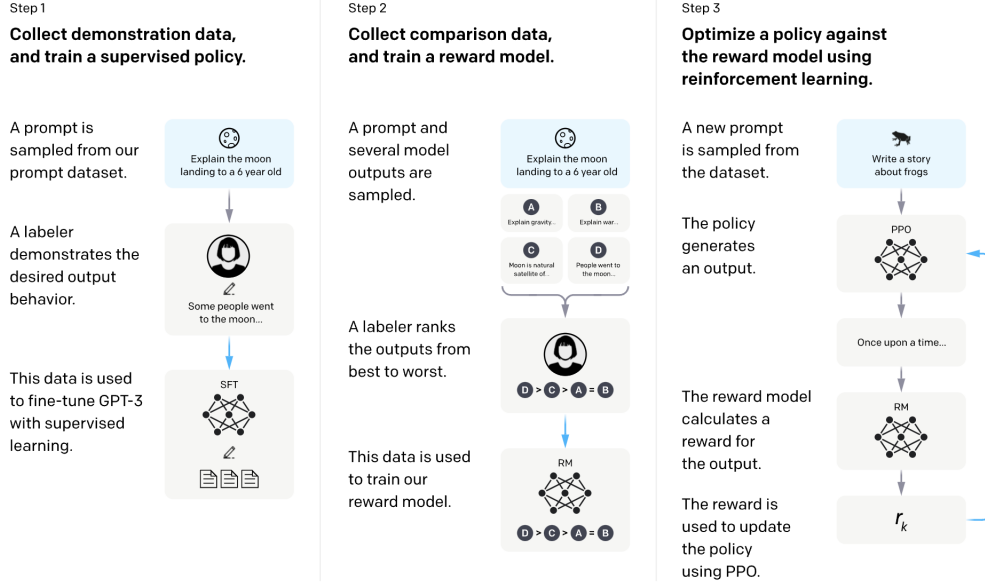 Step 1
Collect demonstration data,
and train a supervised policy.
A prompt is
sampled from our
prompt dataset.
Explain the moon
landing to a 6 year old
A labeler
demonstrates the
desired output
behavior.
Some people went
to the moon...
This data is used
to fine-tune GPT-3
with supervised
learning.
SFT
Step 2
Collect comparison data,
and train a reward model.
A prompt and
several model
outputs are
sampled.
Explain the moon
landing to a 6 year old
A
Explain gravity...
B
Explain war...
C
Moon is natural
satellite of...
D
People went to
the moon...
A labeler ranks
the outputs from
best to worst.
D > C > A = B
This data is used
to train our
reward model.
RM
D > C > A = B
Step 3
Optimize a policy against
the reward model using
reinforcement learning.
A new prompt
is sampled from
the dataset.
Write a story
about frogs
The policy
generates
an output.
PPO
Once upon a time...
The reward model
calculates a
reward for
the output.
RM
The reward is
used to update
the policy
using PPO.
r_k